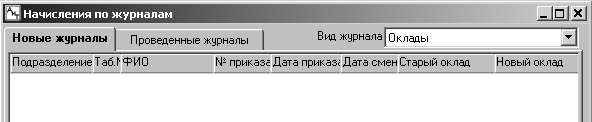 Начисления по журналам
Новые журналы Проведенные журналы Вид журнала Оклады
Подразделение Таб.№ ФИО № приказа Дата приказа Дата смен Старый оклад Новый оклад